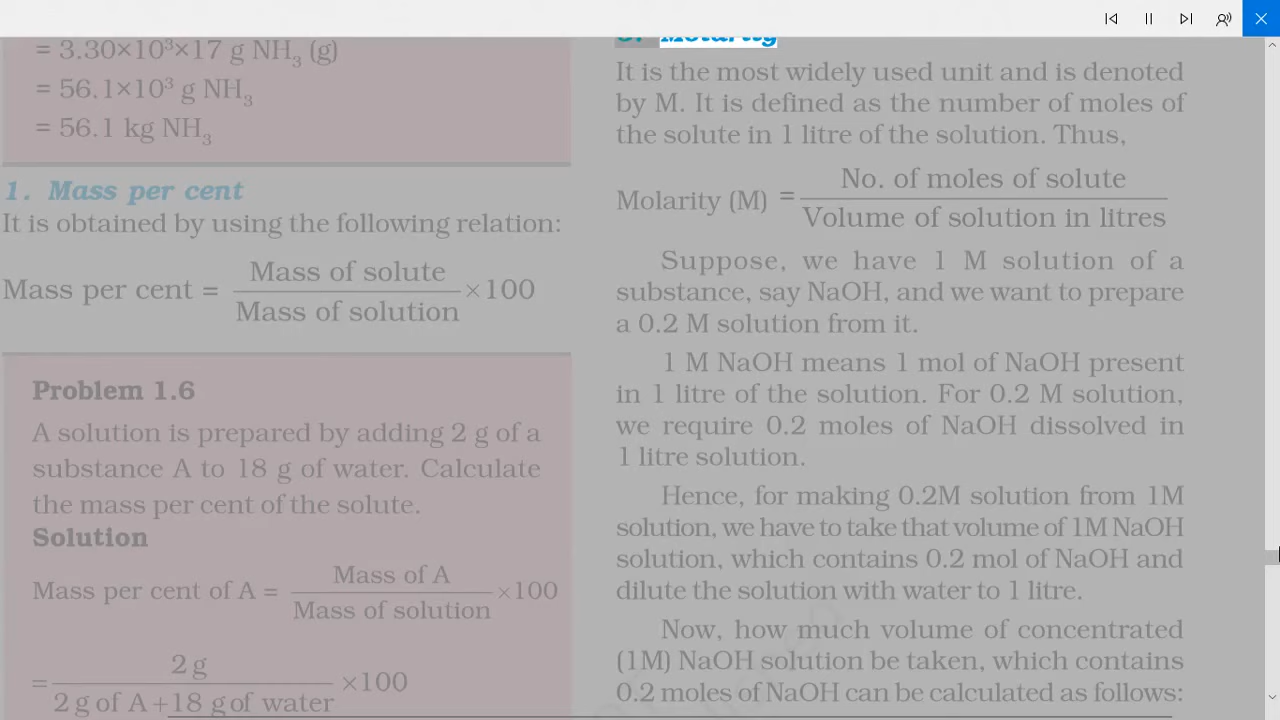 = 3.30×10³×17 g NH₃ (g)
= 56.1×10³ g NH₃
= 56.1 kg NH₃
1. Mass per cent
It is obtained by using the following relation:
Mass per cent = Mass of solute / Mass of solution ×100
Problem 1.6
A solution is prepared by adding 2 g of a
substance A to 18 g of water. Calculate
the mass per cent of the solute.
Solution
Mass per cent of A = Mass of A / Mass of solution ×100
= 2 g / 2 g of A +18 g of water ×100
3. Molarity
It is the most widely used unit and is denoted
by M. It is defined as the number of moles of
the solute in 1 litre of the solution. Thus,
Molarity (M) = No. of moles of solute / Volume of solution in litres
Suppose, we have 1 M solution of a
substance, say NaOH, and we want to prepare
a 0.2 M solution from it.
1 M NaOH means 1 mol of NaOH present
in 1 litre of the solution. For 0.2 M solution,
we require 0.2 moles of NaOH dissolved in
1 litre solution.
Hence, for making 0.2M solution from 1M
solution, we have to take that volume of 1M NaOH
solution, which contains 0.2 mol of NaOH and
dilute the solution with water to 1 litre.
Now, how much volume of concentrated
(1M) NaOH solution be taken, which contains
0.2 moles of NaOH can be calculated as follows: